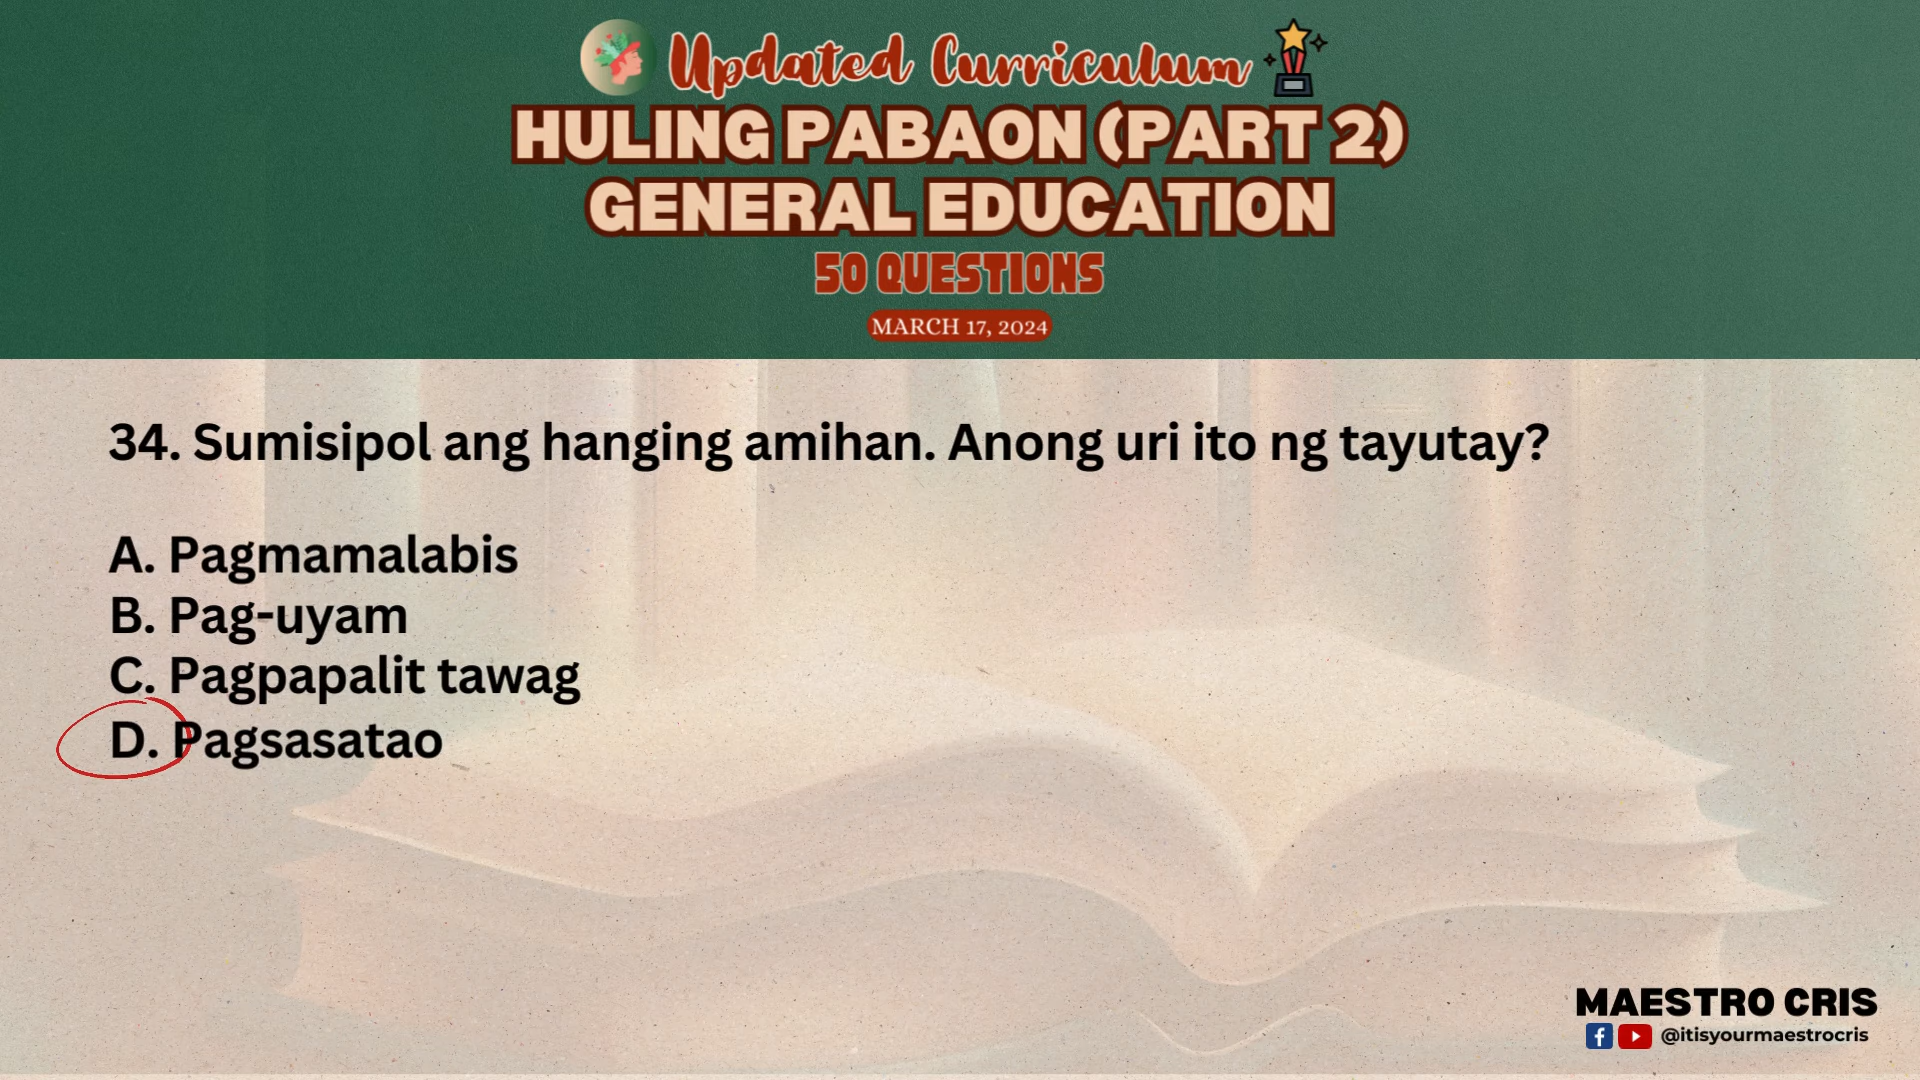 Updated Curriculum
HULING PABAON (PART 2)
GENERAL EDUCATION
50 QUESTIONS
MARCH 17, 2024
34. Sumisipol ang hanging amihan. Anong uri ito ng tayutay?
A. Pagmamalabis
B. Pag-uyam
C. Pagpapalit tawag
D. Pagsasatao
MAESTRO CRIS
@itisyourmaestrocris